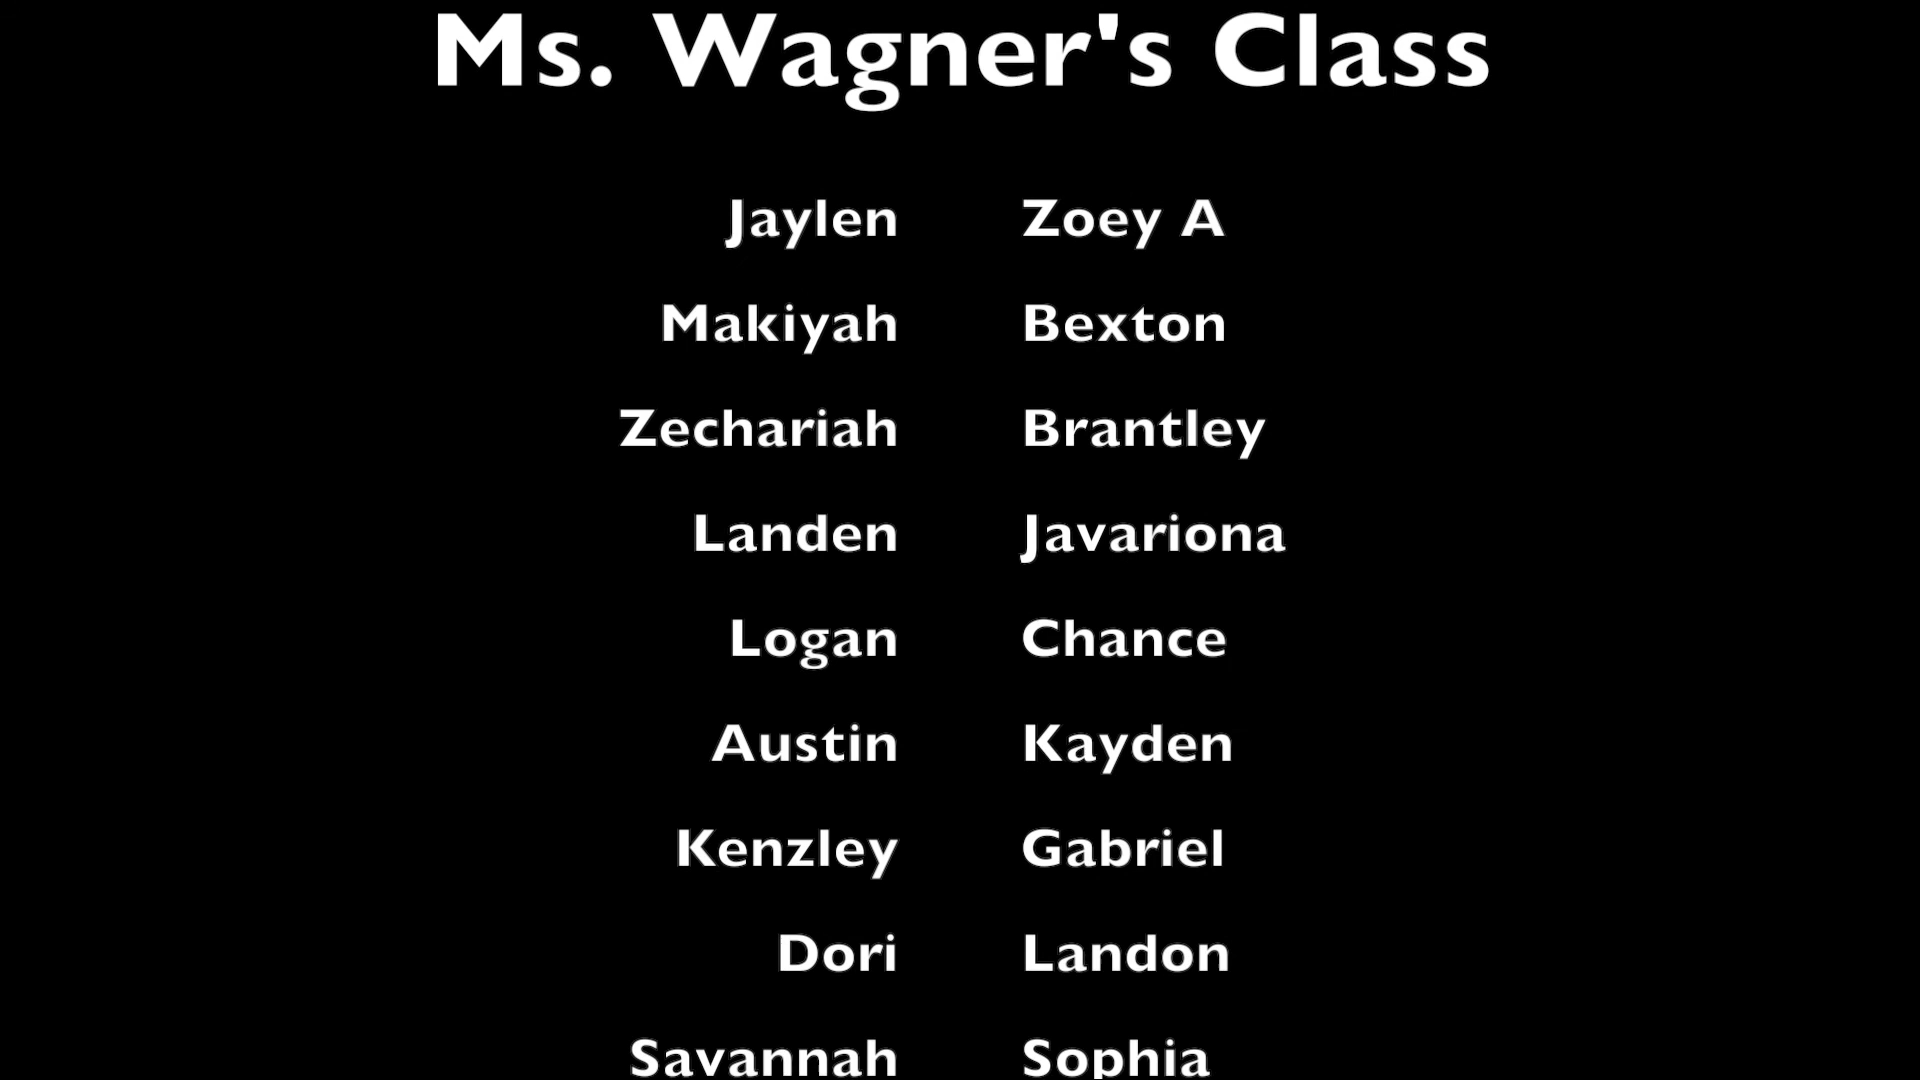 Ms. Wagner's Class
Jaylen Zoey A
Makiyah Bexton
Zechariah Brantley
Landen Javariona
Logan Chance
Austin Kayden
Kenzley Gabriel
Dori Landon
Savannah Sophia